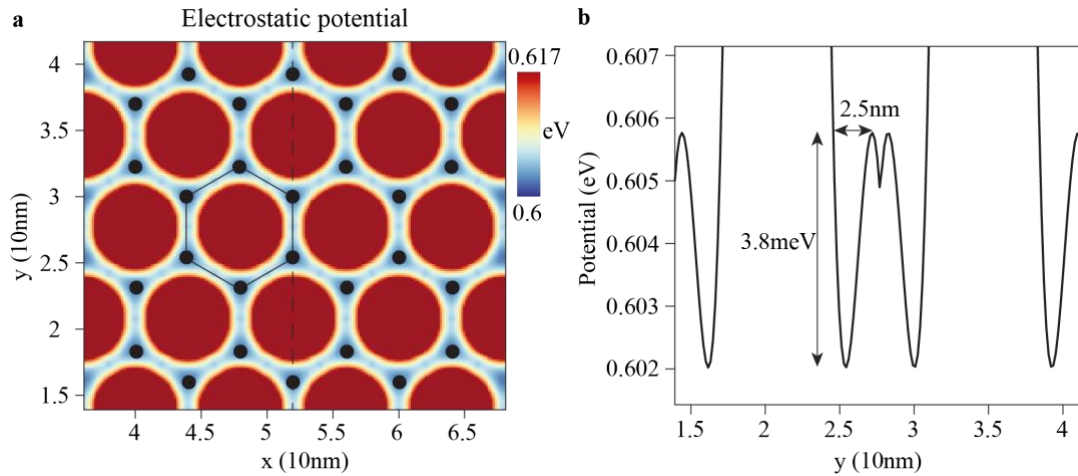 a
Electrostatic potential
4
3.5
3
2.5
2
1.5
y (10nm)
4
4.5
5
5.5
6
6.5
x (10nm)
0.617
eV
0.6
b
0.607
0.606
0.605
0.604
0.603
0.602
Potential (eV)
2.5nm
3.8meV
1.5
2
2.5
3
3.5
4
y (10nm)